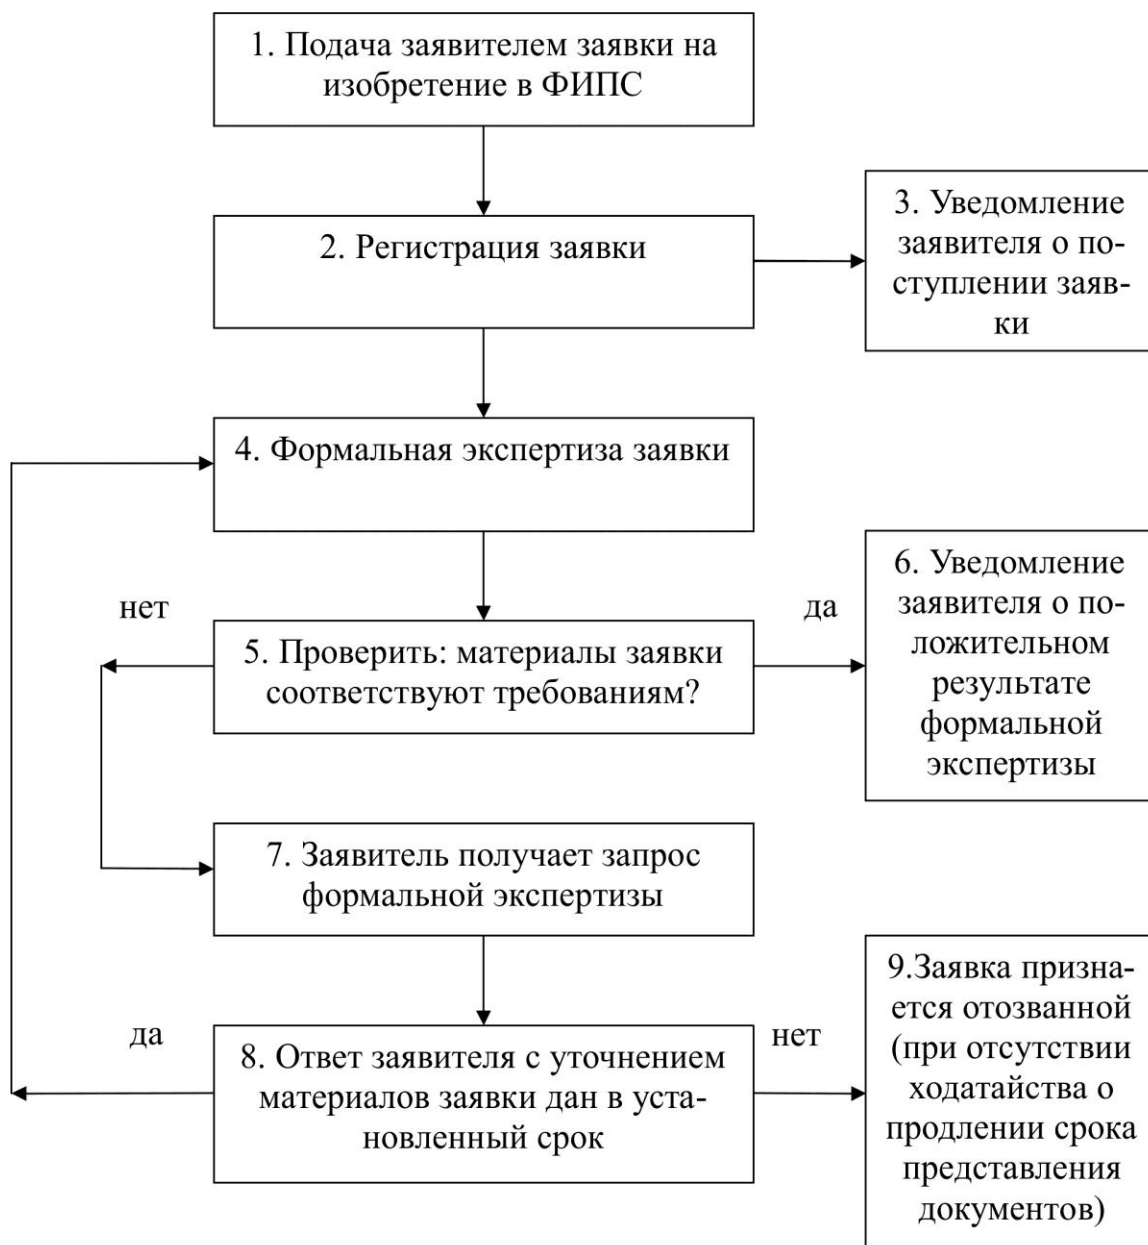 1. Подача заявителем заявки на
изобретение в ФИПС
2. Регистрация заявки
3. Уведомление
заявителя о по-
ступлении заяв-
ки
4. Формальная экспертиза заявки
нет
да
5. Проверить: материалы заявки
соответствуют требованиям?
6. Уведомление
заявителя о по-
ложительном
результате
формальной
экспертизы
7. Заявитель получает запрос
формальной экспертизы
да
нет
8. Ответ заявителя с уточнением
материалов заявки дан в уста-
новленный срок
9.Заявка призна-
ется отозванной
(при отсутствии
ходатайства о
продлении срока
представления
документов)